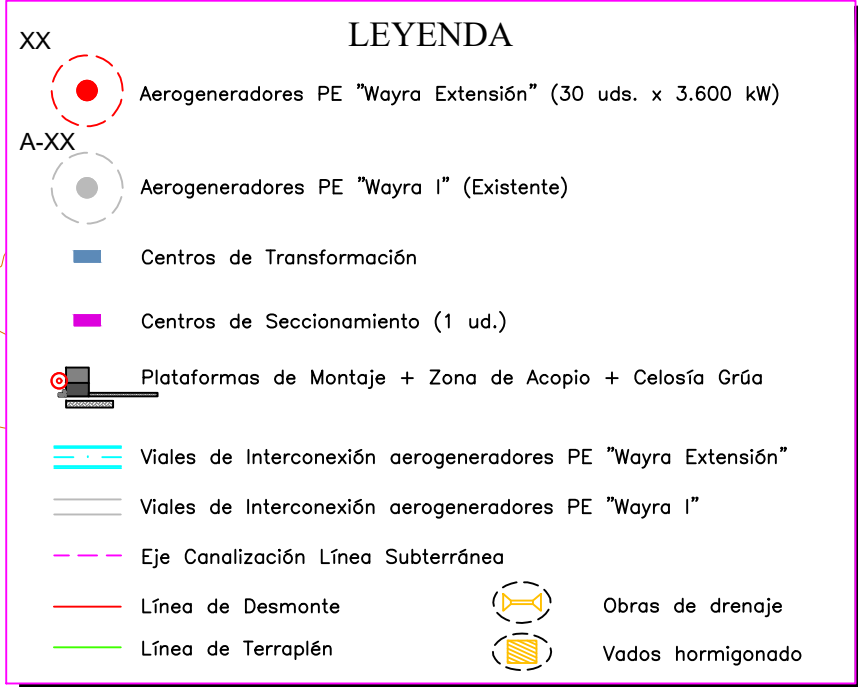 LEYENDA
XX
Aerogeneradores PE "Wayra Extensión" (30 uds. x 3.600 kW)
A-XX
Aerogeneradores PE "Wayra I" (Existente)
Centros de Transformación
Centros de Seccionamiento (1 ud.)
Plataformas de Montaje + Zona de Acopio + Celosía Grúa
Viales de Interconexión aerogeneradores PE "Wayra Extensión"
Viales de Interconexión aerogeneradores PE "Wayra I"
Eje Canalización Línea Subterránea
Línea de Desmonte
Obras de drenaje
Línea de Terraplén
Vados hormigonado